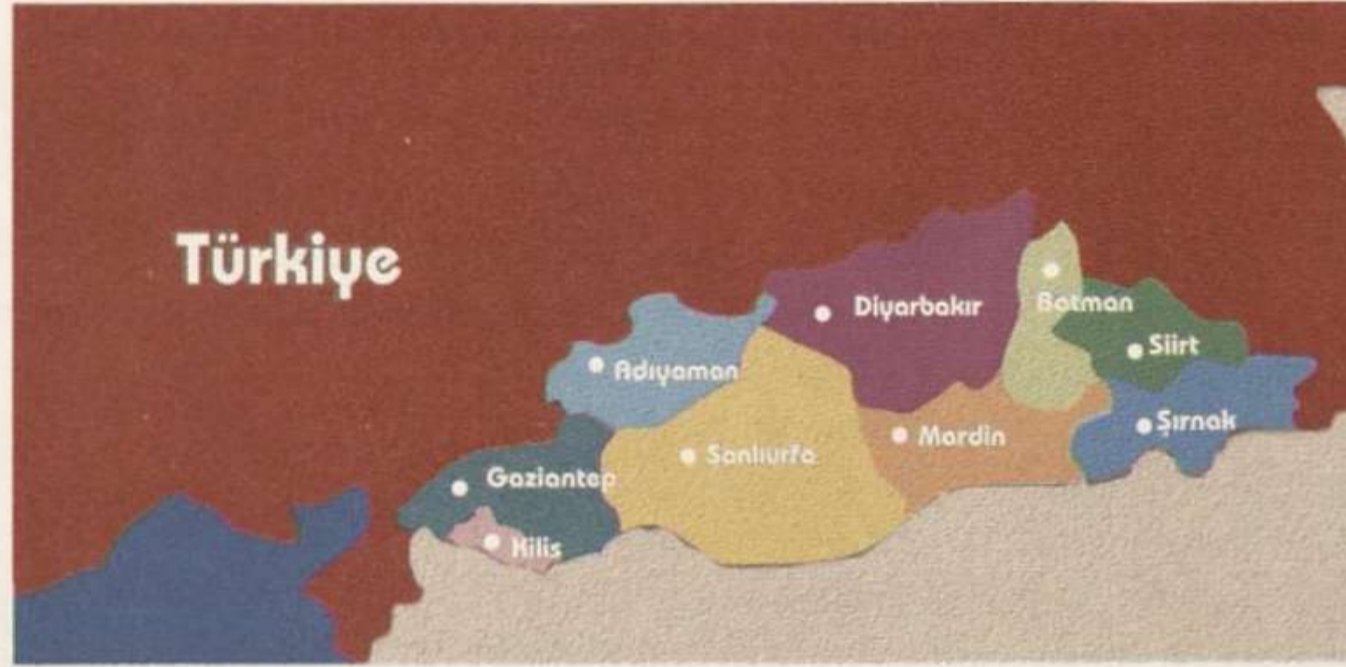 Türkiye
Diyarbakır
Batman
Siirt
Adıyaman
Şırnak
Mardin
Sanlıurfa
Gaziantep
Kilis